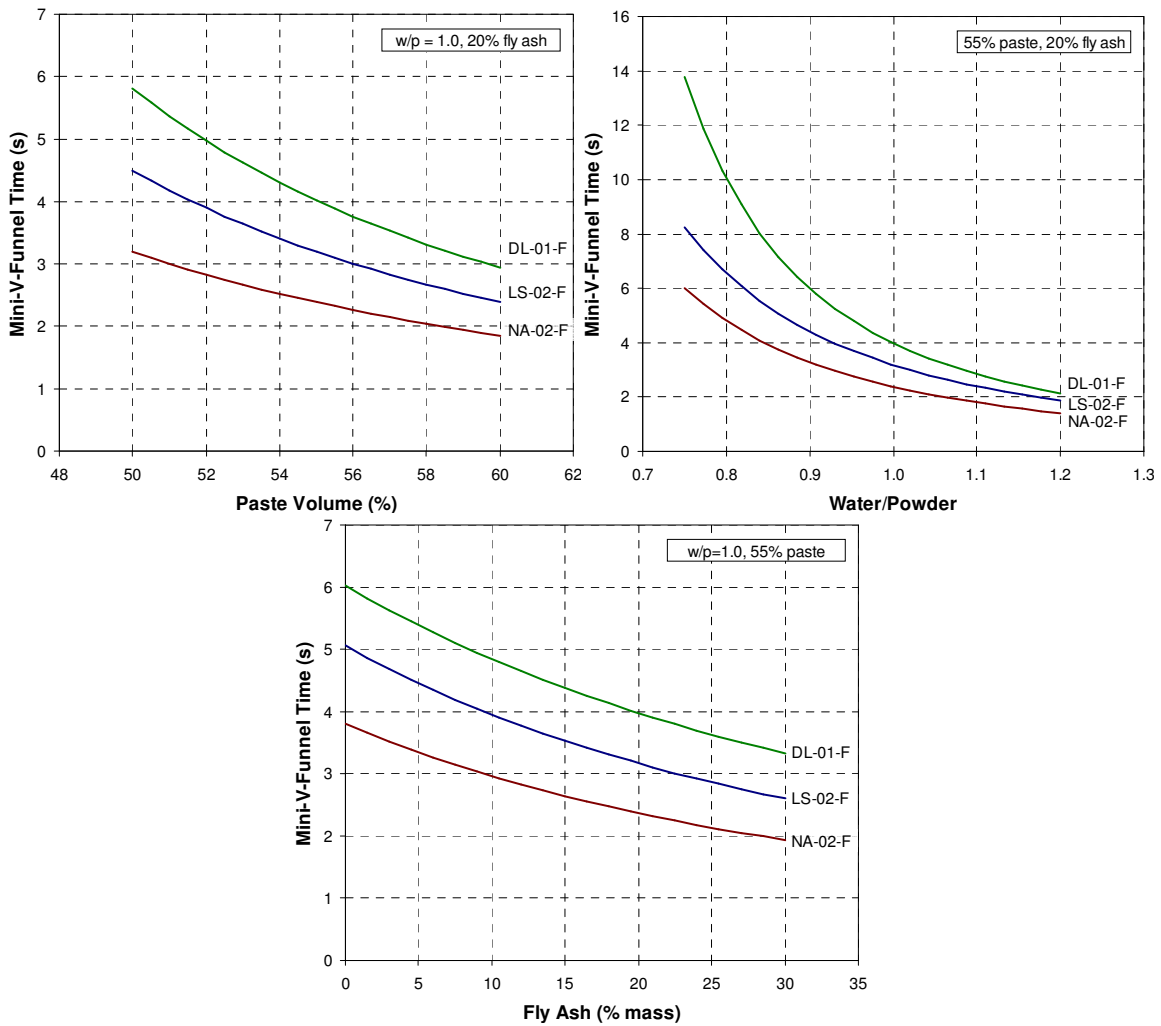 7
6
5
4
3
2
1
0
Mini-V-Funnel Time (s)
w/p = 1.0, 20% fly ash
DL-01-F
LS-02-F
NA-02-F
48 50 52 54 56 58 60 62
Paste Volume (%)
16
14
12
10
8
6
4
2
0
Mini-V-Funnel Time (s)
55% paste, 20% fly ash
DL-01-F
LS-02-F
NA-02-F
0.7 0.8 0.9 1.0 1.1 1.2 1.3
Water/Powder
7
6
5
4
3
2
1
0
Mini-V-Funnel Time (s)
w/p=1.0, 55% paste
DL-01-F
LS-02-F
NA-02-F
0 5 10 15 20 25 30 35
Fly Ash (% mass)